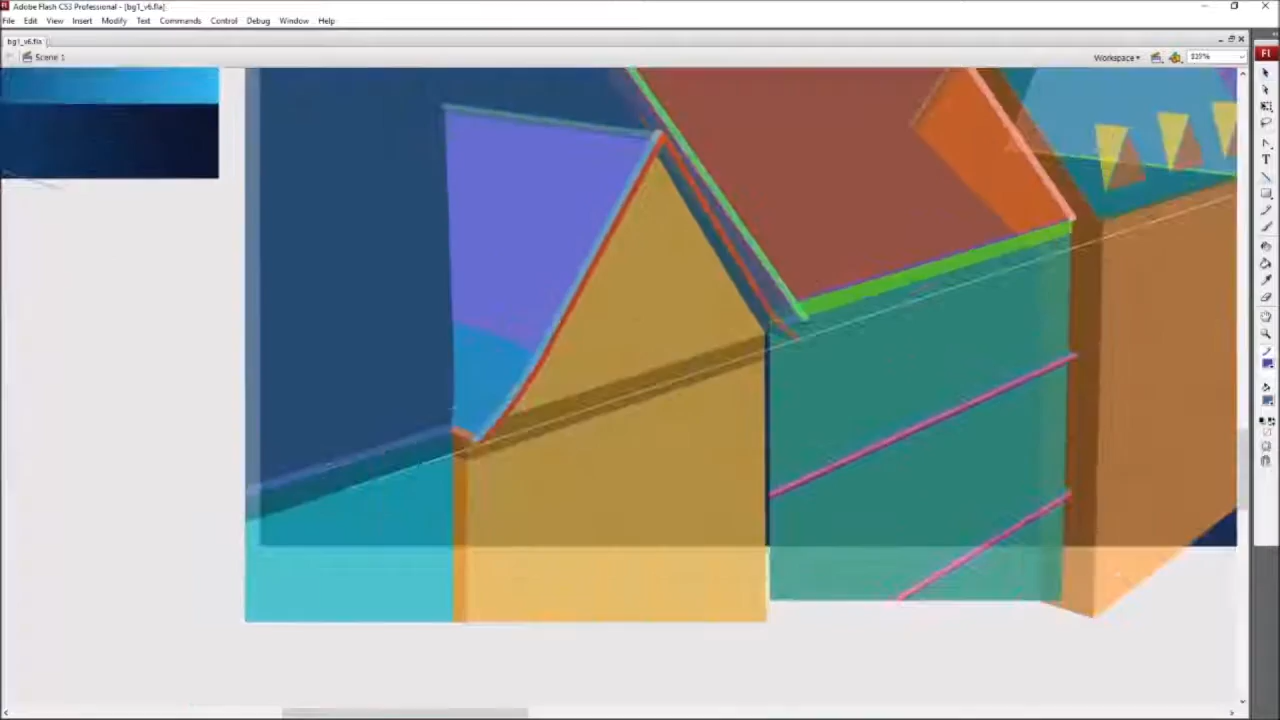 Adobe Flash CS3 Professional - [bg1_v6.fla]
File Edit View Insert Modify Text Commands Control Debug Window Help
bg1_v6.fla
Scene 1
Workspace
Fl
T